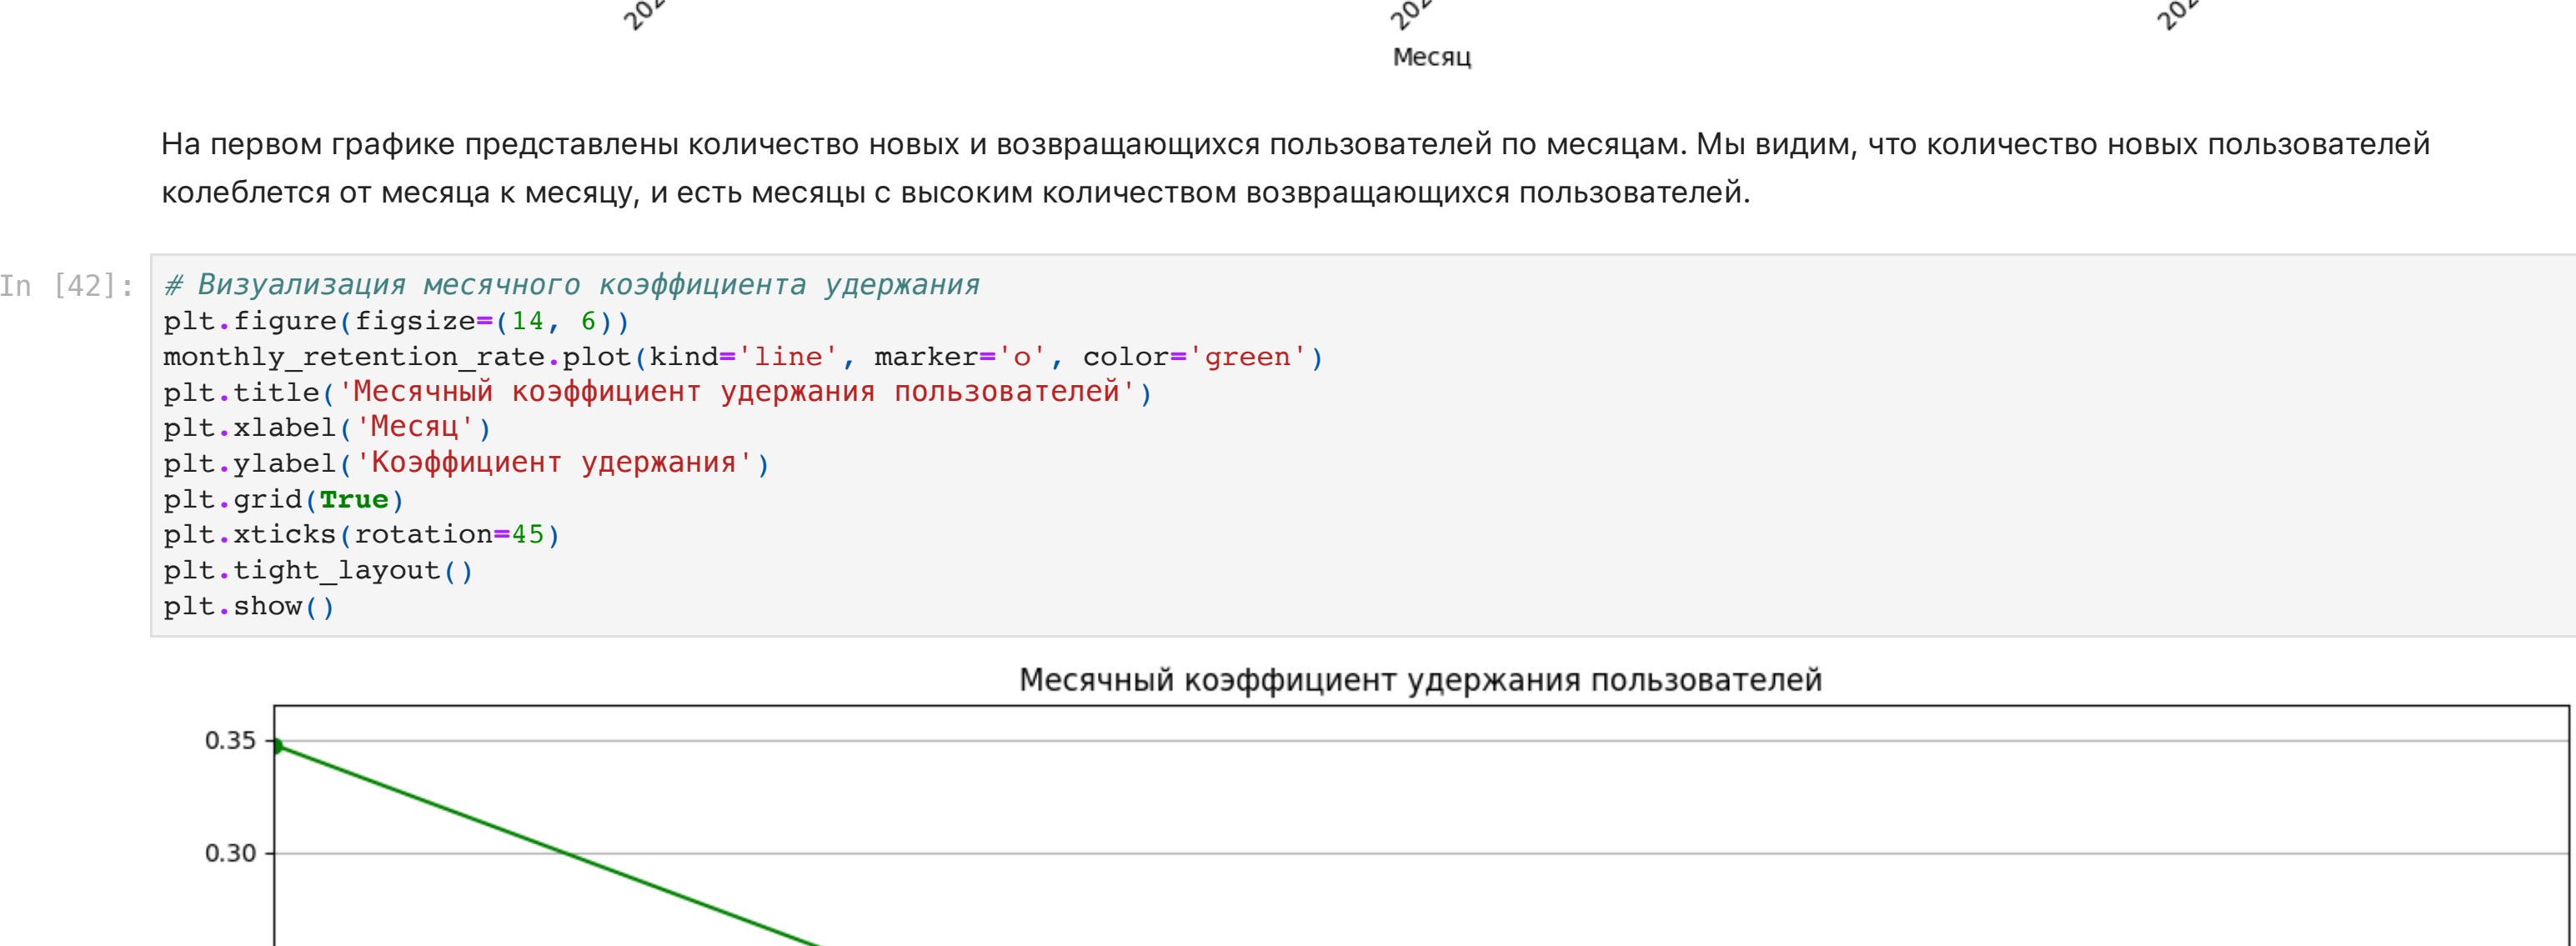 Месяц
На первом графике представлены количество новых и возвращающихся пользователей по месяцам. Мы видим, что количество новых пользователей
колеблется от месяца к месяцу, и есть месяцы с высоким количеством возвращающихся пользователей.
In [42]:
# Визуализация месячного коэффициента удержания
plt.figure(figsize=(14, 6))
monthly_retention_rate.plot(kind='line', marker='o', color='green')
plt.title('Месячный коэффициент удержания пользователей')
plt.xlabel('Месяц')
plt.ylabel('Коэффициент удержания')
plt.grid(True)
plt.xticks(rotation=45)
plt.tight_layout()
plt.show()
Месячный коэффициент удержания пользователей
0.35
0.30